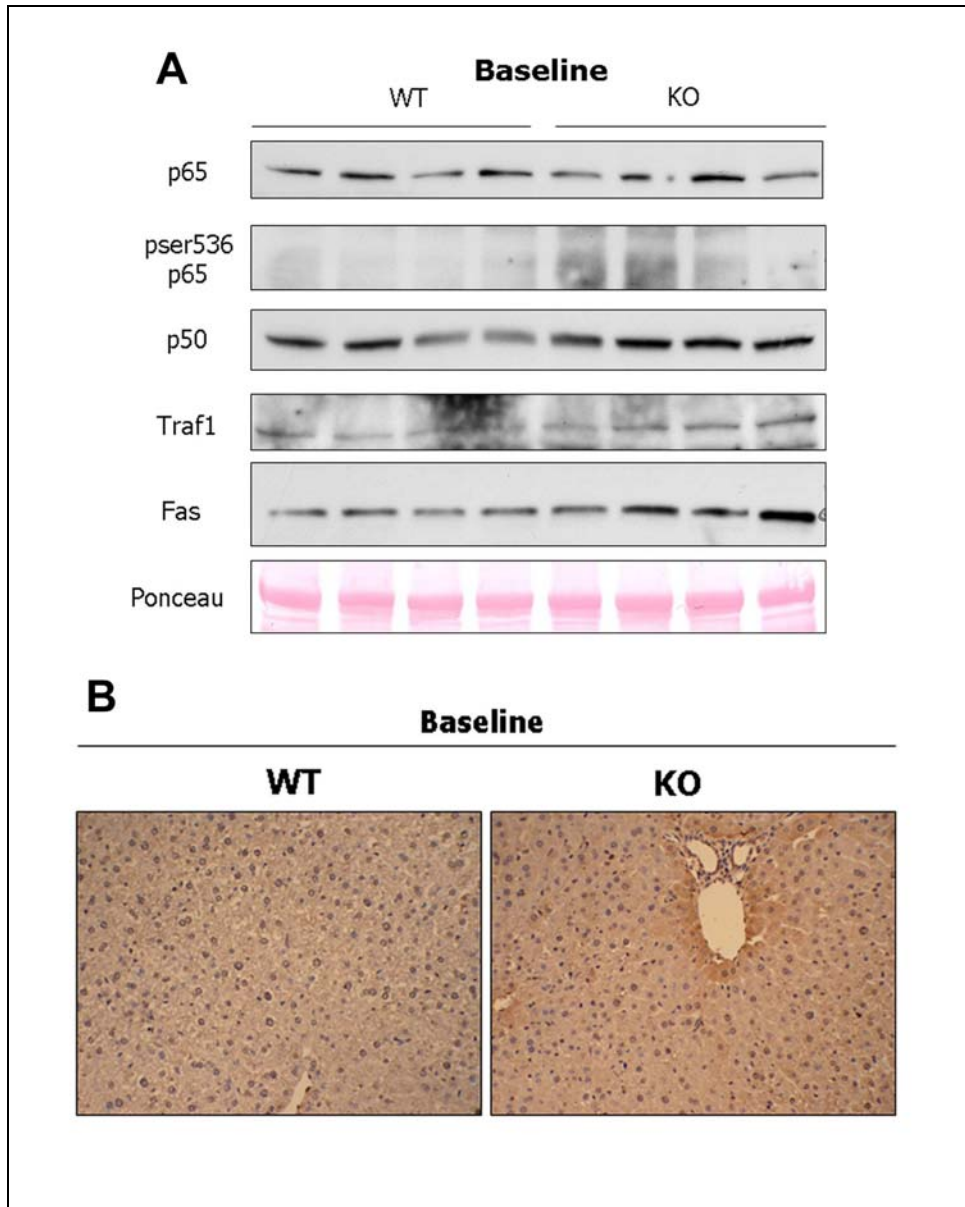 A
Baseline
WT KO
p65
pser536
p65
p50
Traf1
Fas
Ponceau
B
Baseline
WT KO